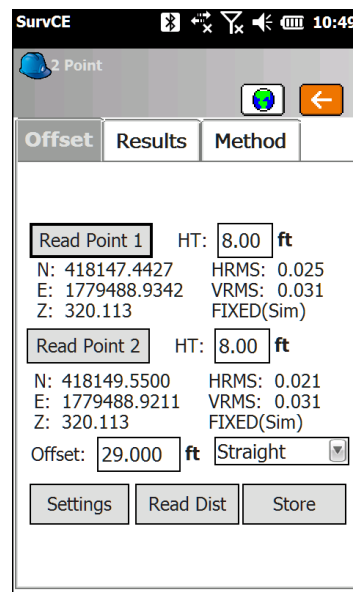 SurvCE 10:49
2 Point
Offset Results Method
Read Point 1 HT: 8.00 ft
N: 418147.4427 HRMS: 0.025
E: 1779488.9342 VRMS: 0.031
Z: 320.113 FIXED(Sim)
Read Point 2 HT: 8.00 ft
N: 418149.5500 HRMS: 0.021
E: 1779488.9211 VRMS: 0.031
Z: 320.113 FIXED(Sim)
Offset: 29.000 ft Straight
Settings Read Dist Store